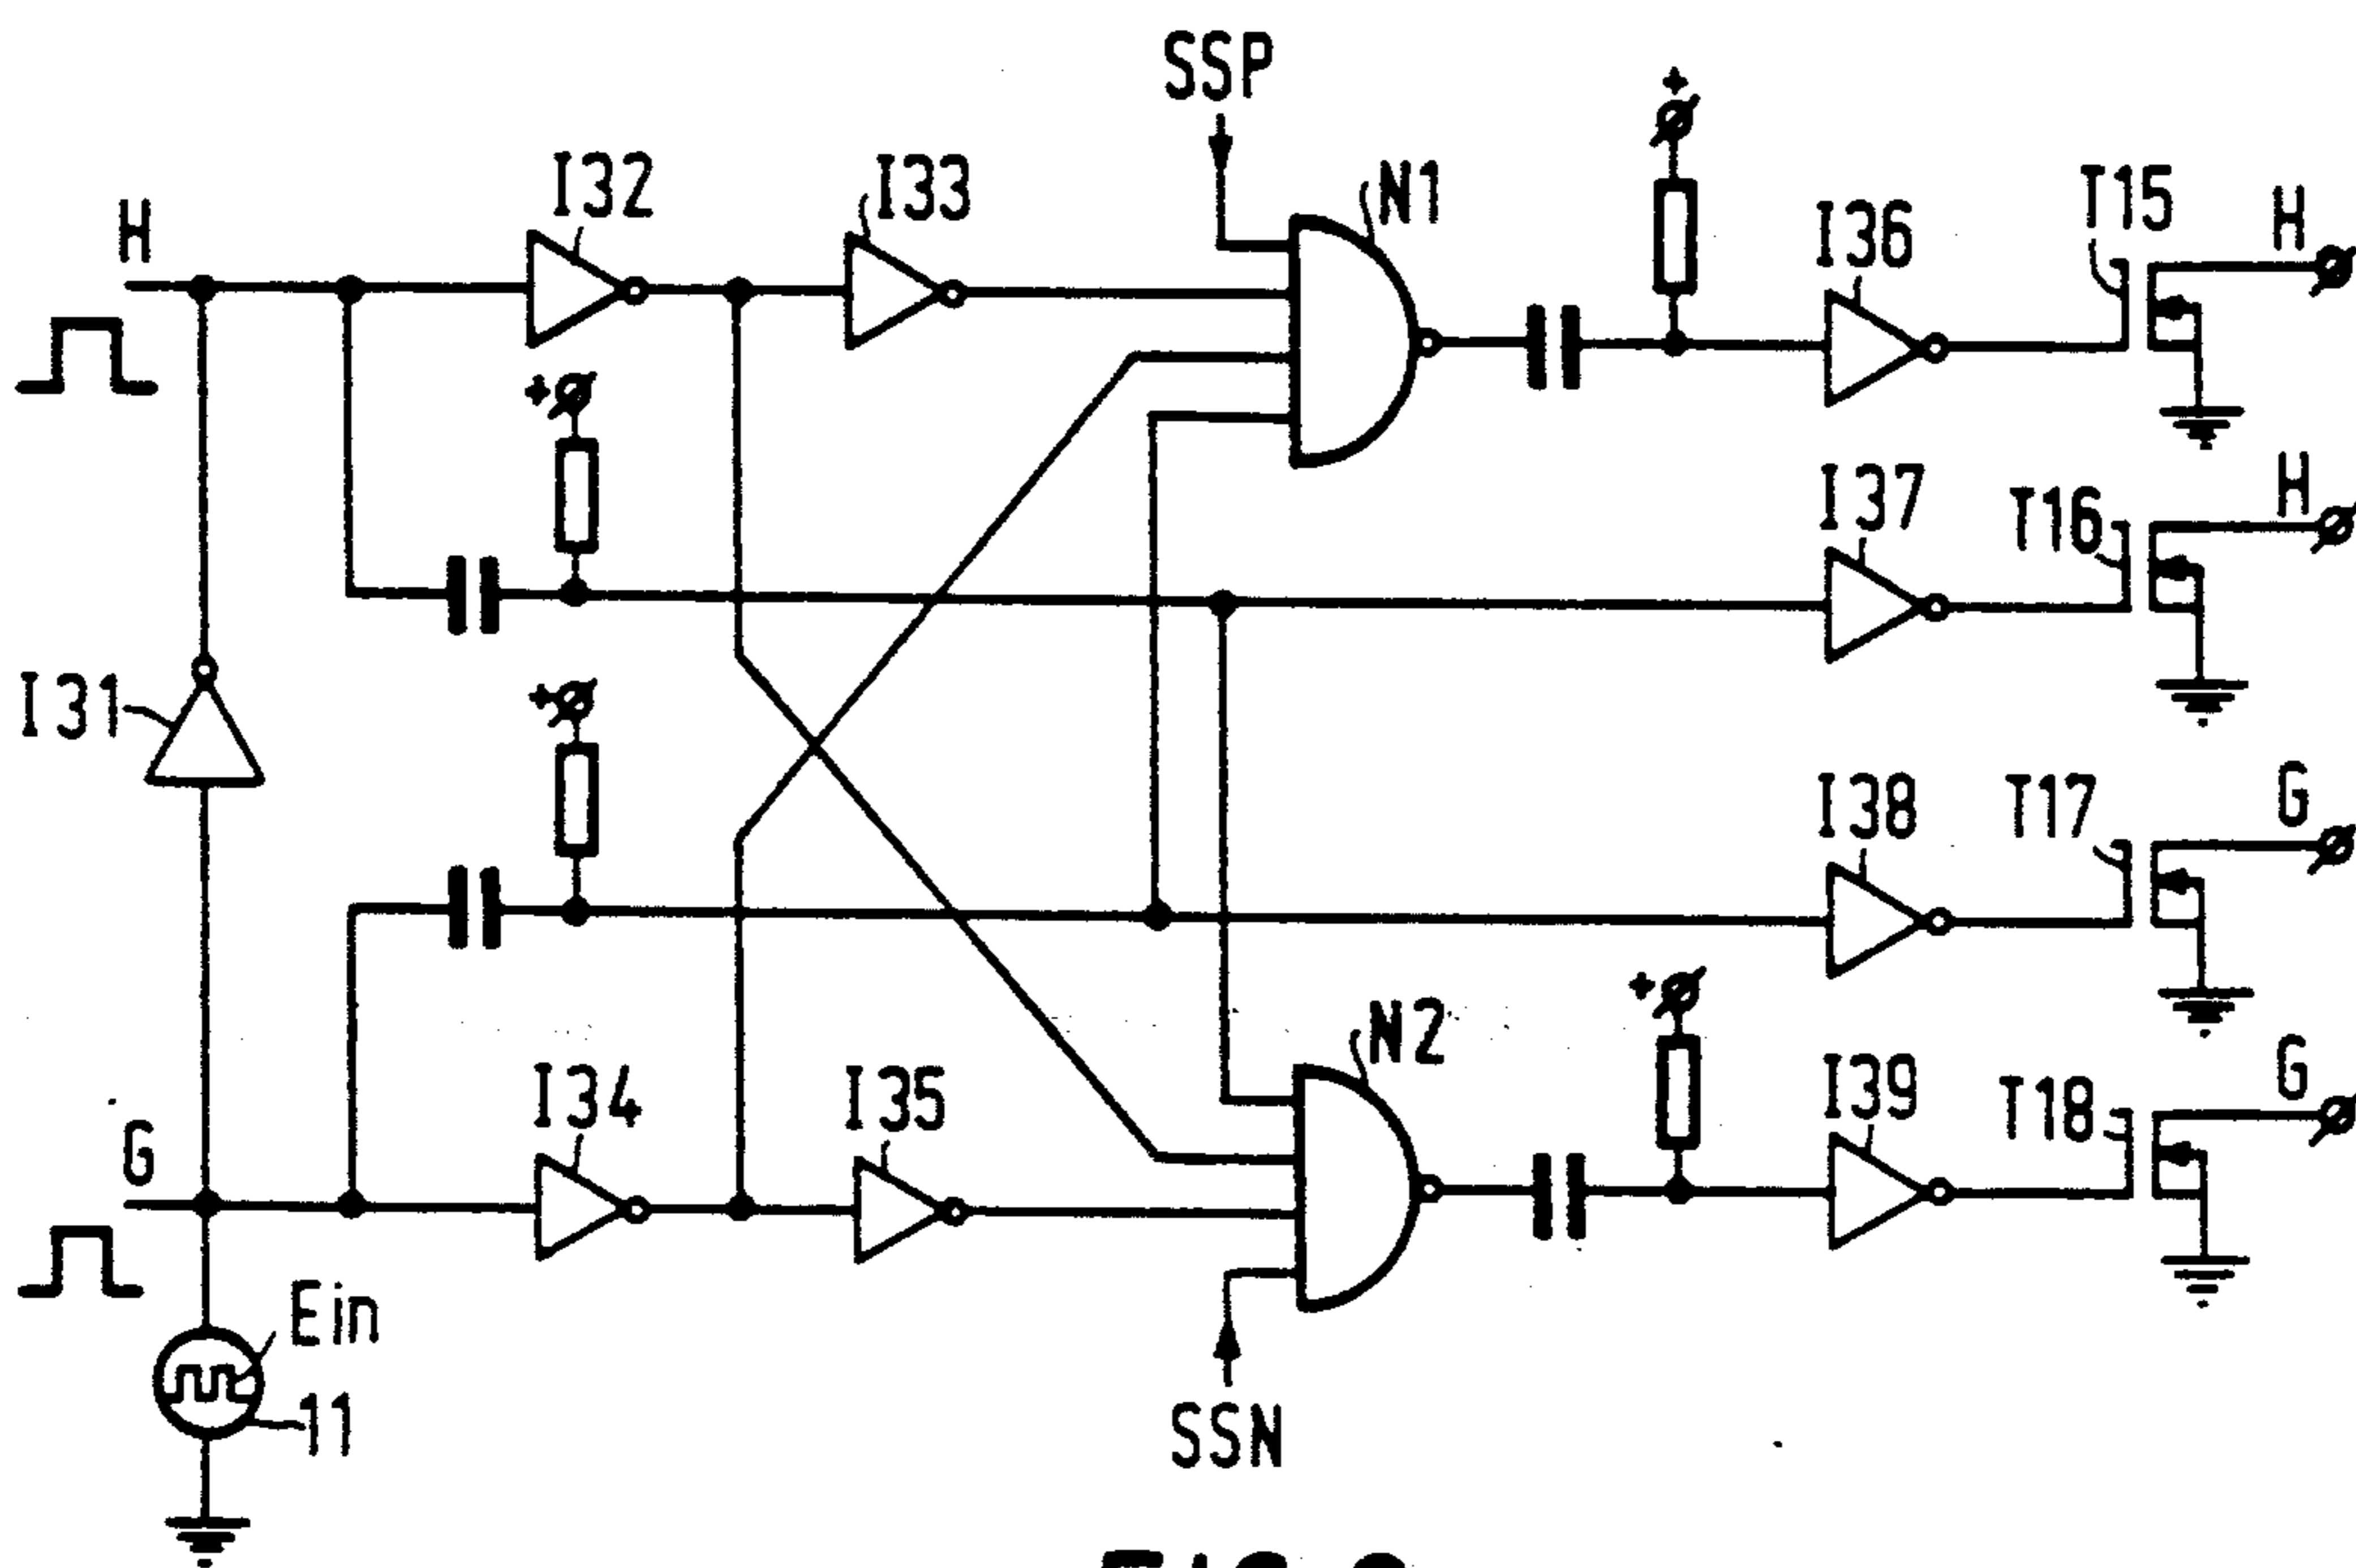 SSP
I32
I33
N1
+
T15
H
H
I36
+
I37
T16
H
I31
+
I38
T17
G
I34
I35
N2
+
I39
T18
G
G
Ein
11
SSN